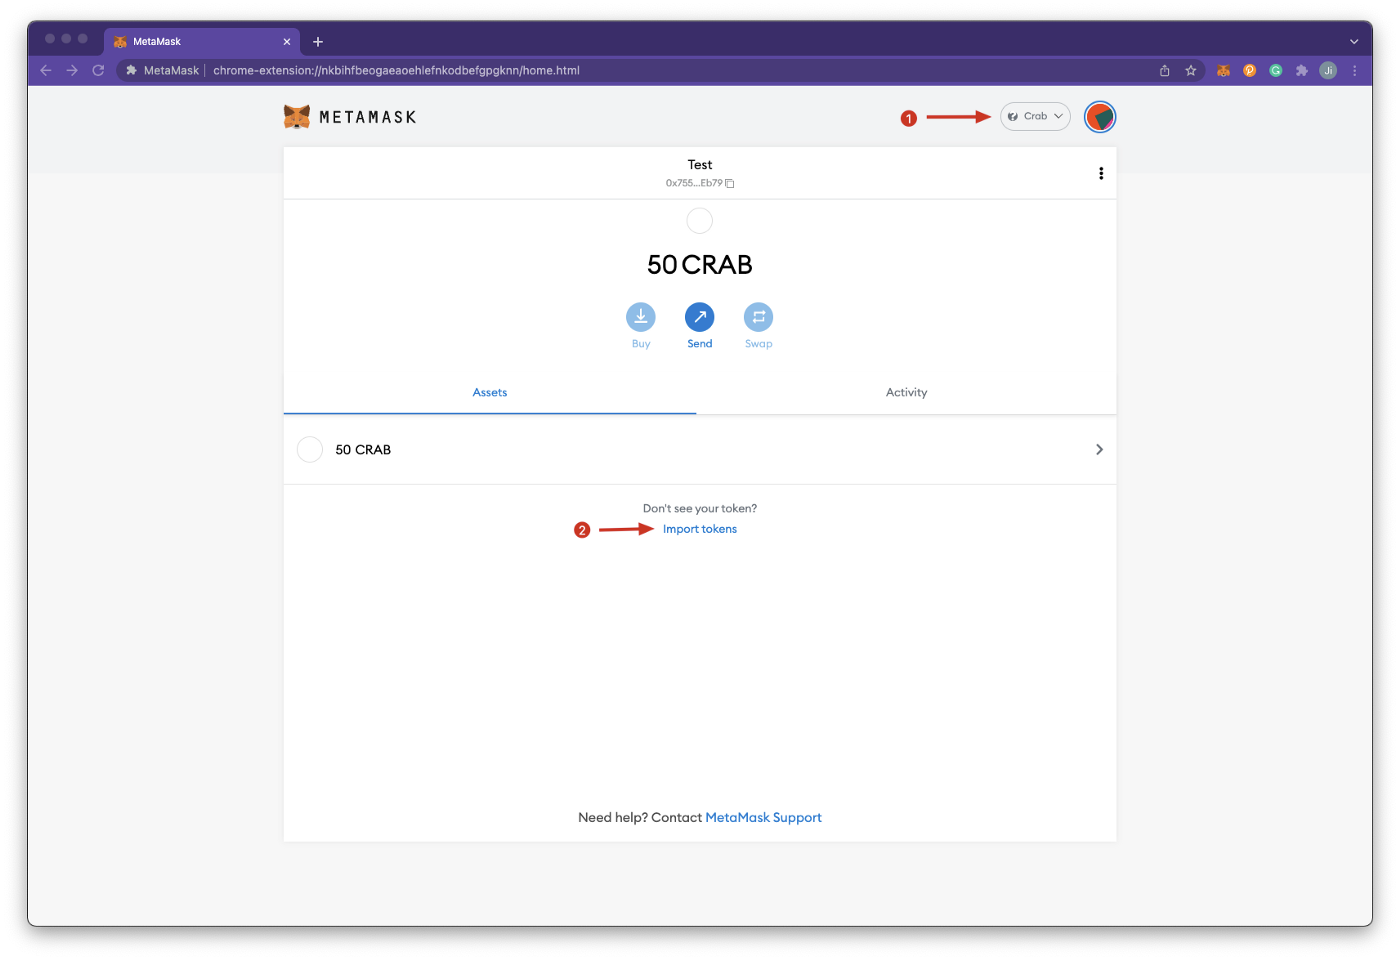 MetaMask
MetaMask | chrome-extension://nkbihfbeogaeaoehlefnkodbefgpgknn/home.html
Ji
METAMASK
1
Crab
Test
0x755...Eb79
50 CRAB
Buy
Send
Swap
Assets
Activity
50 CRAB
Don't see your token?
2
Import tokens
Need help? Contact MetaMask Support